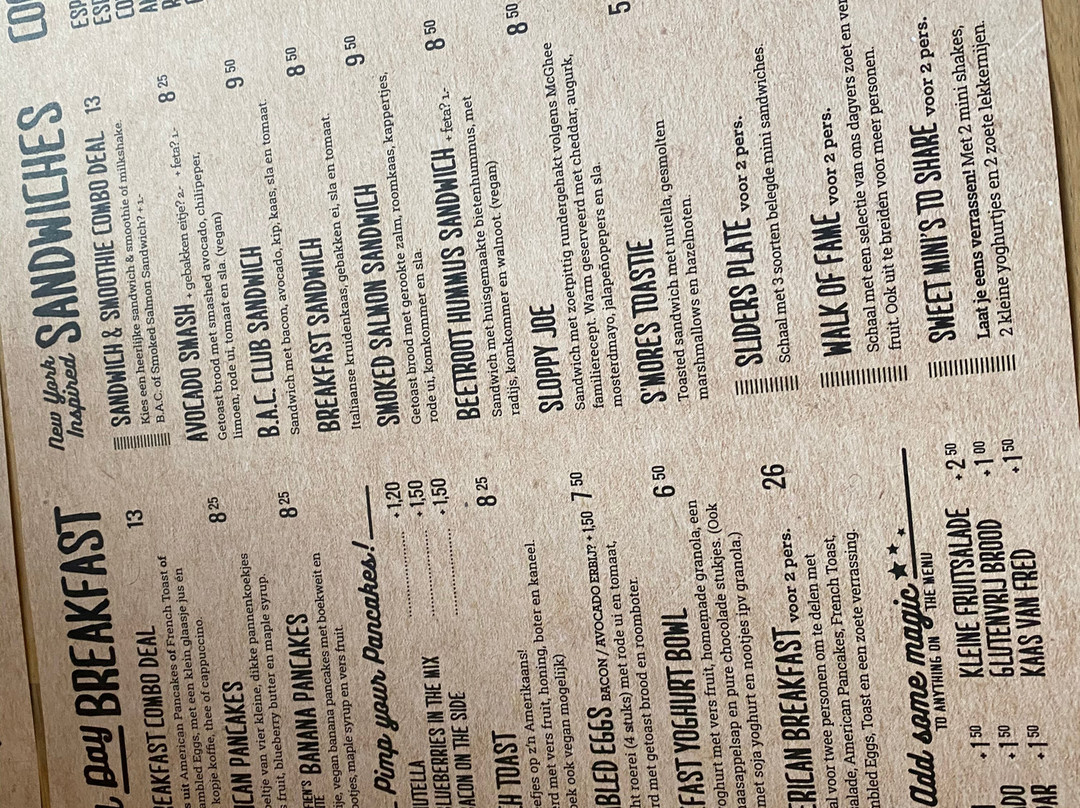 Day BREAKFAST
BREAKFAST COMBO DEAL 13
uit American Pancakes of French Toast of
Eggs, met een klein glaasje jus én
kopje koffie, thee of cappuccino.
PANCAKES 8 25
van vier kleine, dikke pannenkoekjes
fruit, blueberry butter en maple syrup.
BANANA PANCAKES 8 25
vegan banana pancakes met boekweit en
maple syrup en vers fruit.
Pimp your Pancakes!
+ 1,20
BLUEBERRIES IN THE MIX + 1,50
BACON ON THE SIDE + 1,50
TOAST 8 25
op z'n Amerikaans!
met vers fruit, honing, boter en kaneel.
ook vegan mogelijk)
EGGS BACON / AVOCADO ERBIJ? + 1,50 7 50
roerei (4 stuks) met rode ui en tomaat,
met getoast brood en roomboter.
YOGHURT BOWL 6 50
met vers fruit, homemade granola, een
en pure chocolade stukjes. (Ook
met soja yoghurt en nootjes ipv granola.)
BREAKFAST voor 2 pers. 26
voor twee personen om te delen met
American Pancakes, French Toast,
Eggs, Toast en een zoete verrassing.
add some magic
TO ANYTHING ON THE MENU
+ 1 50
+ 1 50
+ 1 50
KLEINE FRUITSALADE + 2 50
GLUTENVRIJ BROOD + 1 00
KAAS VAN FRED + 1 50
New York
Inspired SANDWICHES
SANDWICH & SMOOTHIE COMBO DEAL 13
Kies een heerlijke sandwich & smoothie of milkshake.
B.A.C. of Smoked Salmon Sandwich? + 1,-
AVOCADO SMASH + gebakken eitje? 2,- + feta? 1,- 8 25
Getoast brood met smashed avocado, chilipeper,
limoen, rode ui, tomaat en sla. (vegan)
B.A.C. CLUB SANDWICH 9 50
Sandwich met bacon, avocado, kip, kaas, sla en tomaat.
BREAKFAST SANDWICH 8 50
Italiaanse kruidenkaas, gebakken ei, sla en tomaat.
SMOKED SALMON SANDWICH 9 50
Getoast brood met gerookte zalm, roomkaas, kappertjes,
rode ui, komkommer en sla.
BEETROOT HUMMUS SANDWICH + feta? 1,- 8 50
Sandwich met huisgemaakte bietenhummus, met
radijs, komkommer en walnoot. (vegan)
SLOPPY JOE 8 50
Sandwich met zoetpittig rundergehakt volgens McGhee
familierecept. Warm geserveerd met cheddar, augurk,
mosterdmayo, jalapeñopepers en sla.
S'MORES TOASTIE 5
Toasted sandwich met nutella, gesmolten
marshmallows en hazelnoten.
SLIDERS PLATE voor 2 pers.
Schaal met 3 soorten belegde mini sandwiches.
WALK OF FAME voor 2 pers.
Schaal met een selectie van ons dagvers zoet en
fruit. Ook uit te breiden voor meer personen.
SWEET MINI'S TO SHARE voor 2 pers.
Laat je eens verrassen! Met 2 mini shakes,
2 kleine yoghurtjes en 2 zoete lekkernijen.